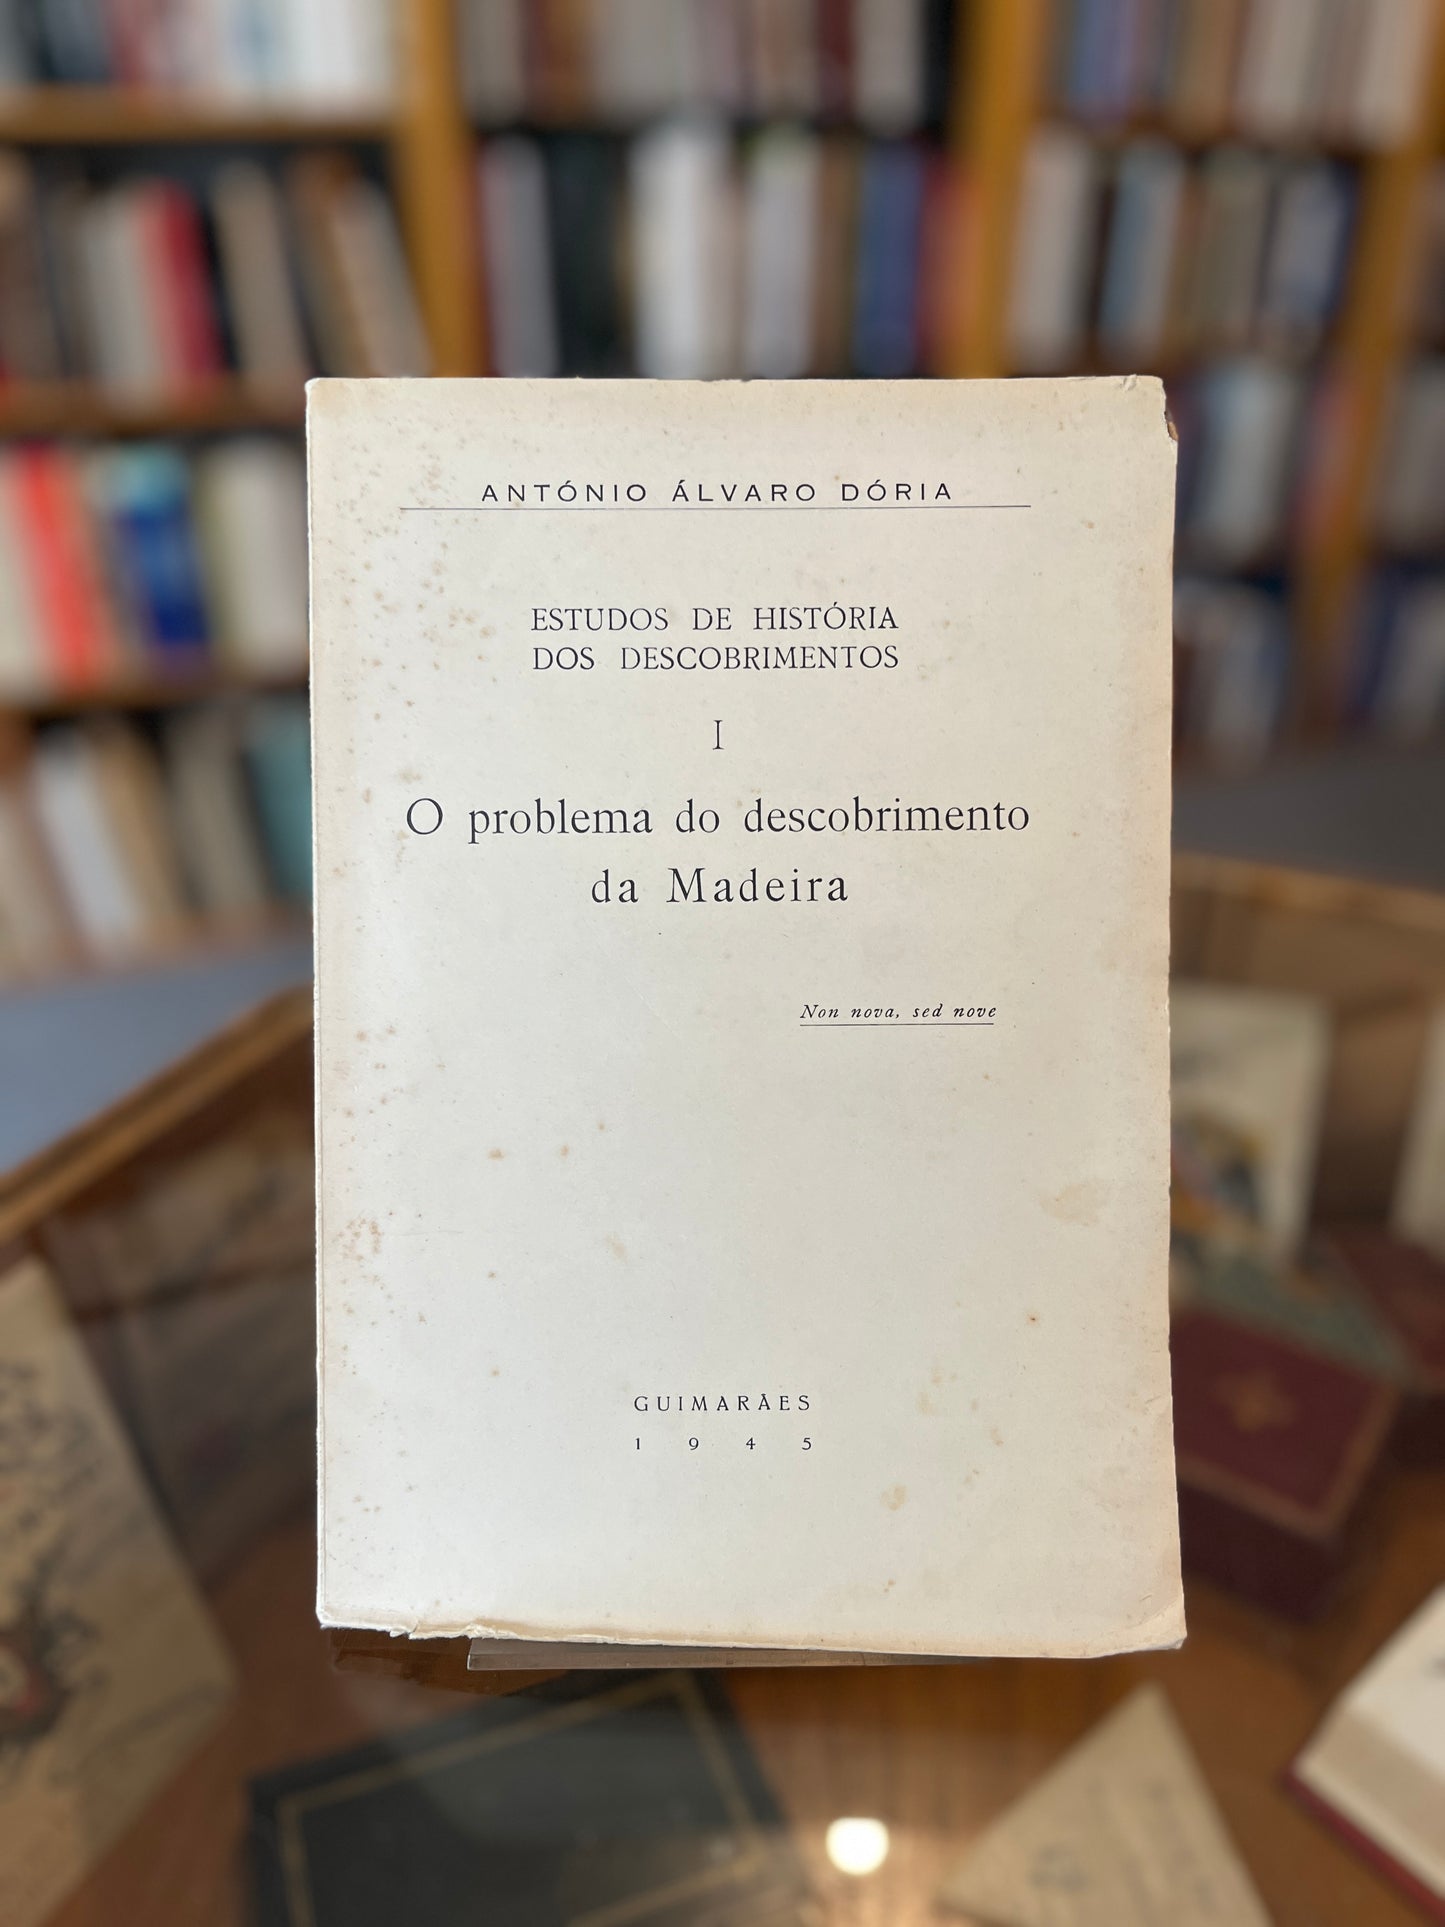 ANTÓNIO ÁLVARO DÓRIA
ESTUDOS DE HISTÓRIA
DOS DESCOBRIMENTOS
I
O problema do descobrimento
da Madeira
Non nova, sed nove
GUIMARÃES
1945